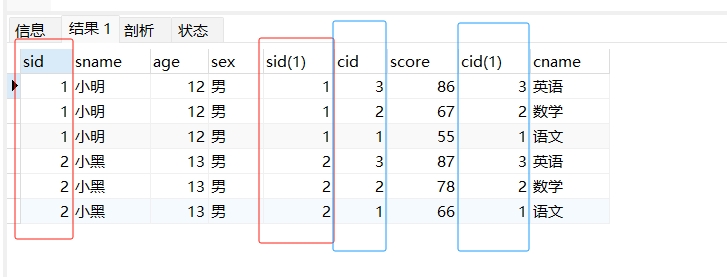 信息 结果 1 剖析 状态
sid sname age sex sid(1) cid score cid(1) cname
1 小明 12 男 1 3 86 3 英语
1 小明 12 男 1 2 67 2 数学
1 小明 12 男 1 1 55 1 语文
2 小黑 13 男 2 3 87 3 英语
2 小黑 13 男 2 2 78 2 数学
2 小黑 13 男 2 1 66 1 语文